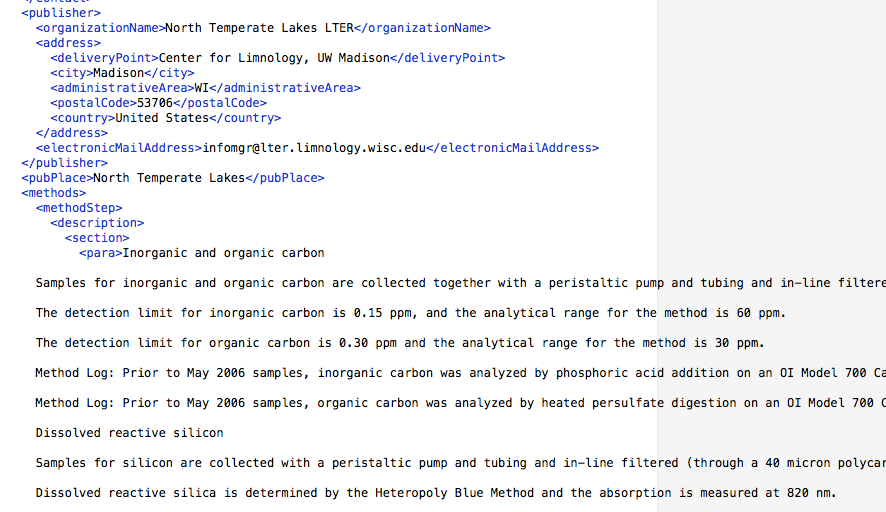 <publisher>
<organizationName>North Temperate Lakes LTER</organizationName>
<address>
<deliveryPoint>Center for Limnology, UW Madison</deliveryPoint>
<city>Madison</city>
<administrativeArea>WI</administrativeArea>
<postalCode>53706</postalCode>
<country>United States</country>
</address>
<electronicMailAddress>infomgr@lter.limnology.wisc.edu</electronicMailAddress>
</publisher>
<pubPlace>North Temperate Lakes</pubPlace>
<methods>
<methodStep>
<description>
<section>
<para>Inorganic and organic carbon
Samples for inorganic and organic carbon are collected together with a peristaltic pump and tubing and in-line filtere
The detection limit for inorganic carbon is 0.15 ppm, and the analytical range for the method is 60 ppm.
The detection limit for organic carbon is 0.30 ppm and the analytical range for the method is 30 ppm.
Method Log: Prior to May 2006 samples, inorganic carbon was analyzed by phosphoric acid addition on an OI Model 700 Ca
Method Log: Prior to May 2006 samples, organic carbon was analyzed by heated persulfate digestion on an OI Model 700 C
Dissolved reactive silicon
Samples for silicon are collected with a peristaltic pump and tubing and in-line filtered (through a 40 micron polycar
Dissolved reactive silica is determined by the Heteropoly Blue Method and the absorption is measured at 820 nm.